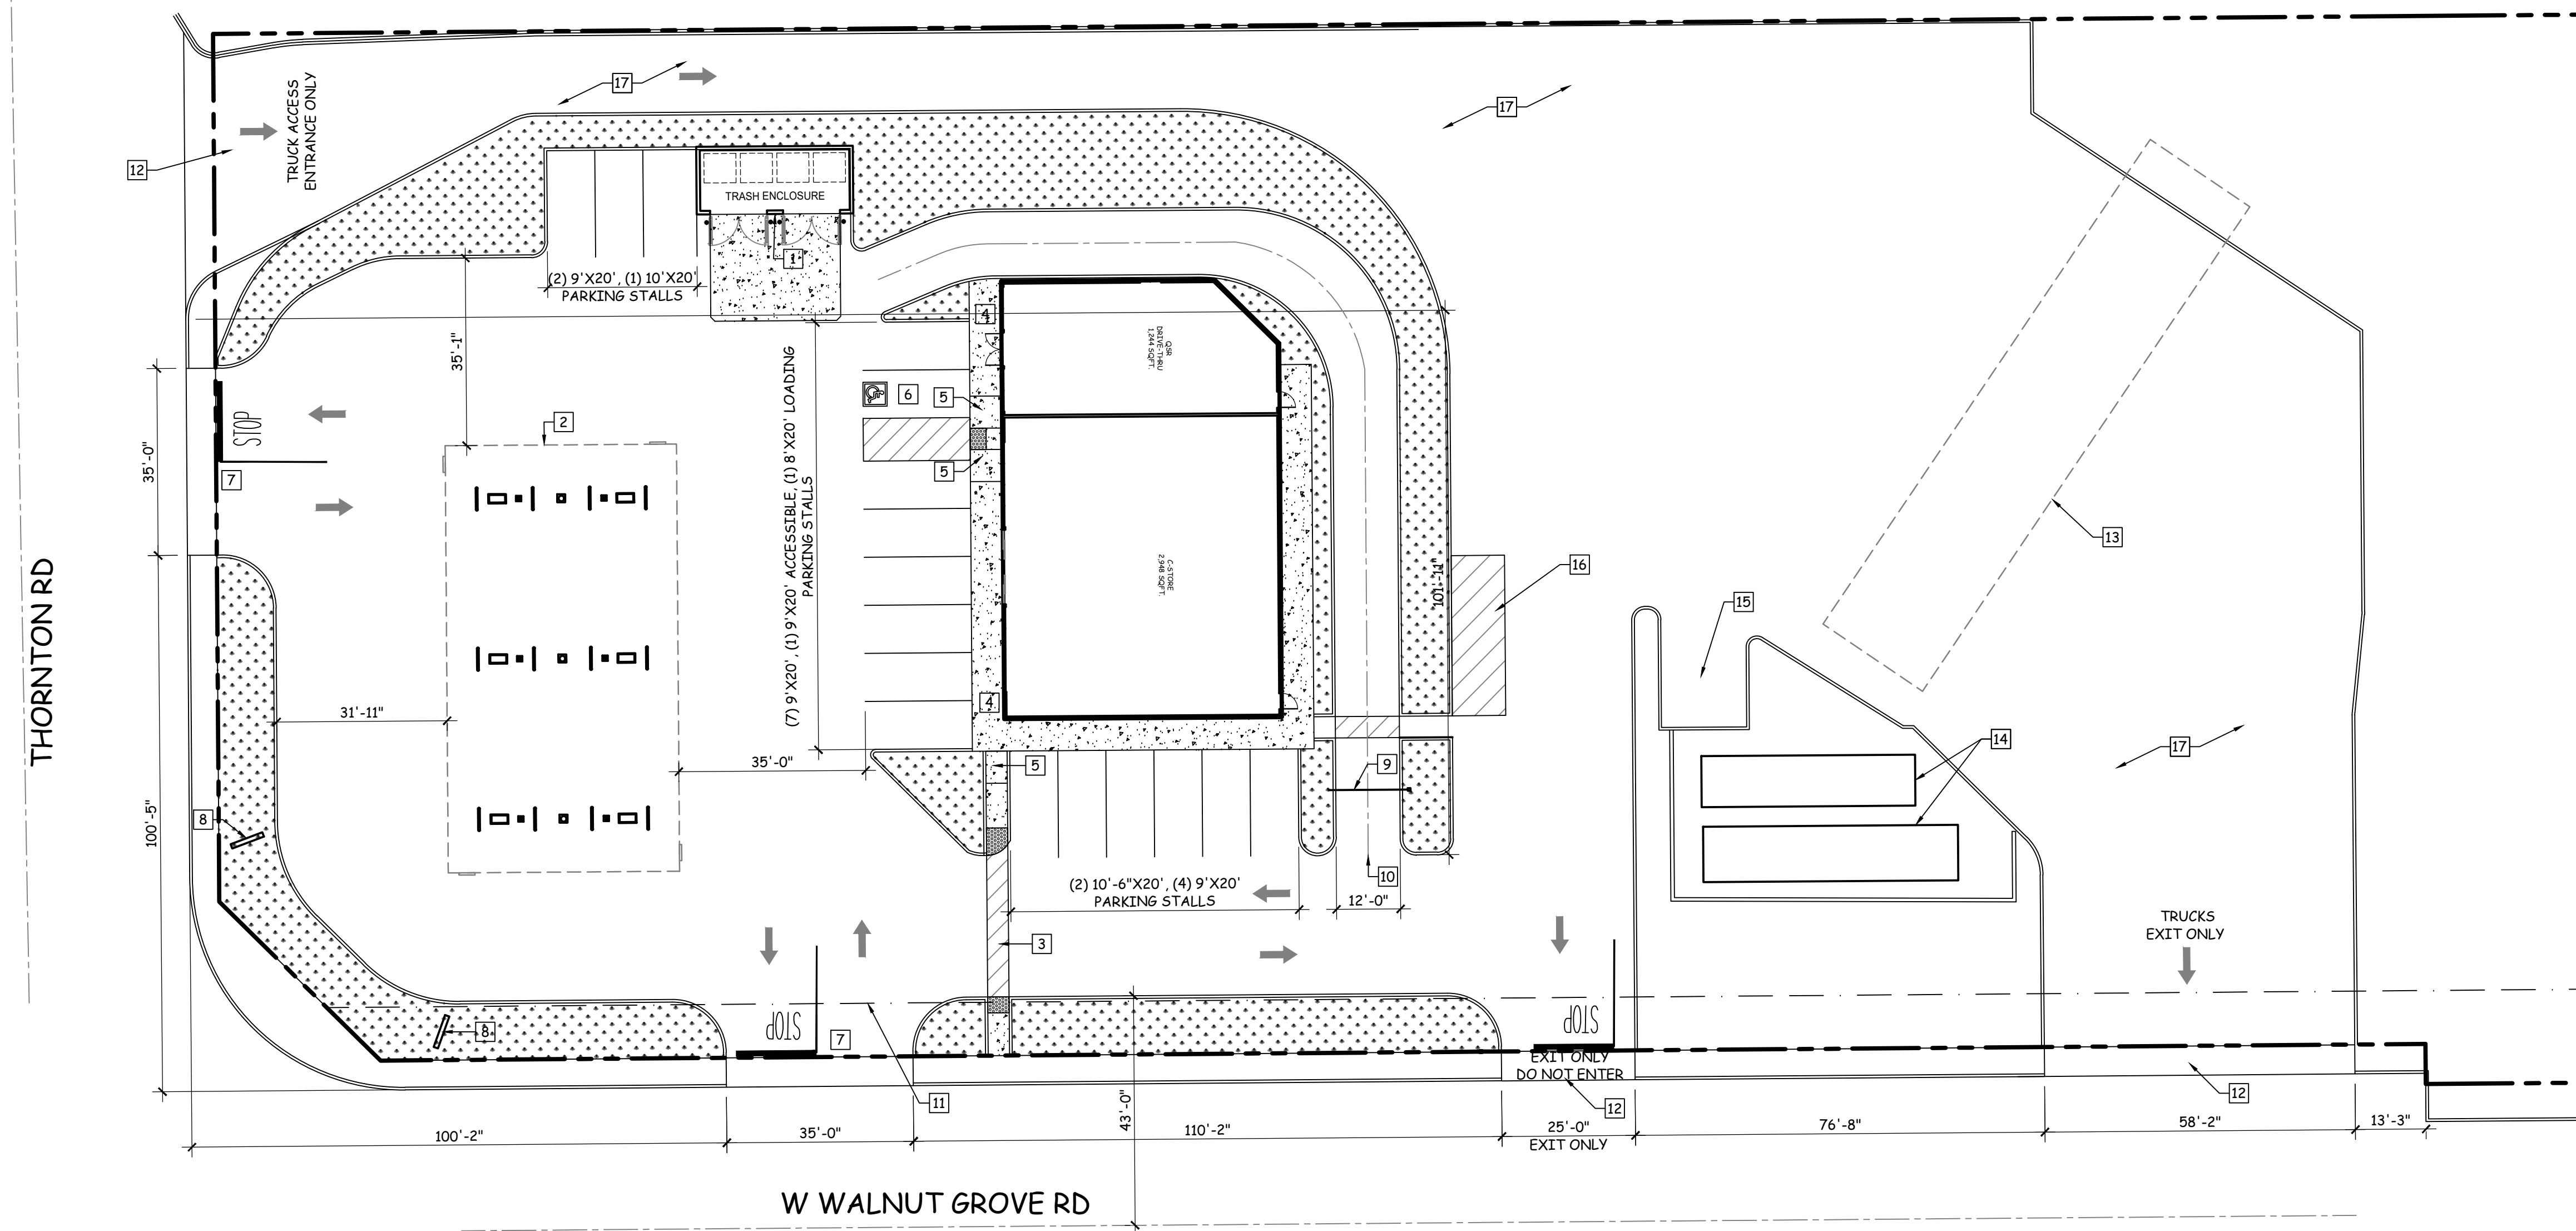 17
17
TRUCK ACCESS
ENTRANCE ONLY
12
TRASH ENCLOSURE
1
(2) 9'X20', (1) 10'X20'
PARKING STALLS
4
35'-1"
QSR
DRIVE-THRU
1,244 SQFT.
(7) 9'X20', (1) 9'X20' ACCESSIBLE, (1) 8'X20' LOADING
PARKING STALLS
6
5
STOP
2
35'-0"
5
7
13
16
C-STORE
2,948 SQFT.
101'-11"
15
THORNTON RD
4
31'-11"
14
17
35'-0"
5
9
8
100'-5"
10
(2) 10'-6"X20', (4) 9'X20'
PARKING STALLS
12'-0"
TRUCKS
EXIT ONLY
3
STOP
STOP
8
7
EXIT ONLY
DO NOT ENTER
11
43'-0"
12
12
100'-2"
35'-0"
110'-2"
25'-0"
EXIT ONLY
76'-8"
58'-2"
13'-3"
W WALNUT GROVE RD